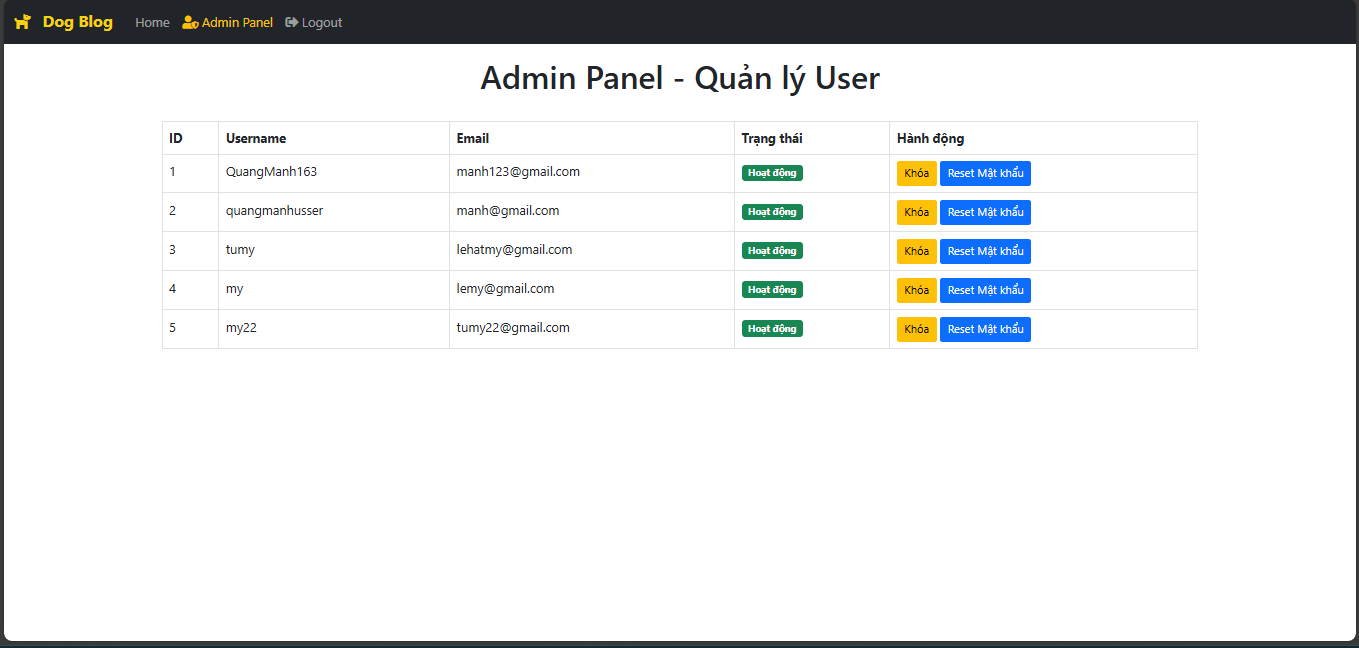 Dog Blog Home Admin Panel Logout
Admin Panel - Quản lý User
ID Username Email Trạng thái Hành động
1 QuangManh163 manh123@gmail.com Hoạt động Khóa Reset Mật khẩu
2 quangmanhusser manh@gmail.com Hoạt động Khóa Reset Mật khẩu
3 tumy lehatmy@gmail.com Hoạt động Khóa Reset Mật khẩu
4 my lemy@gmail.com Hoạt động Khóa Reset Mật khẩu
5 my22 tumy22@gmail.com Hoạt động Khóa Reset Mật khẩu